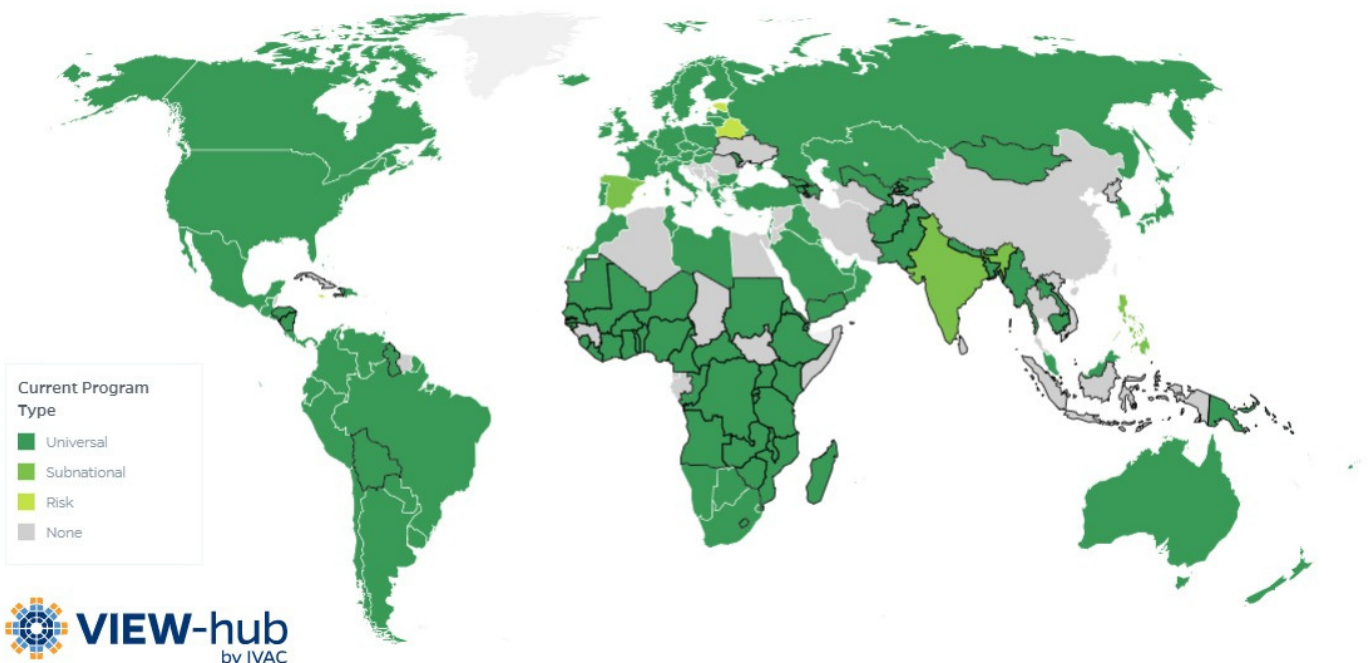 Current Program
Type
Universal
Subnational
Risk
None
VIEW-hub
by IVAC